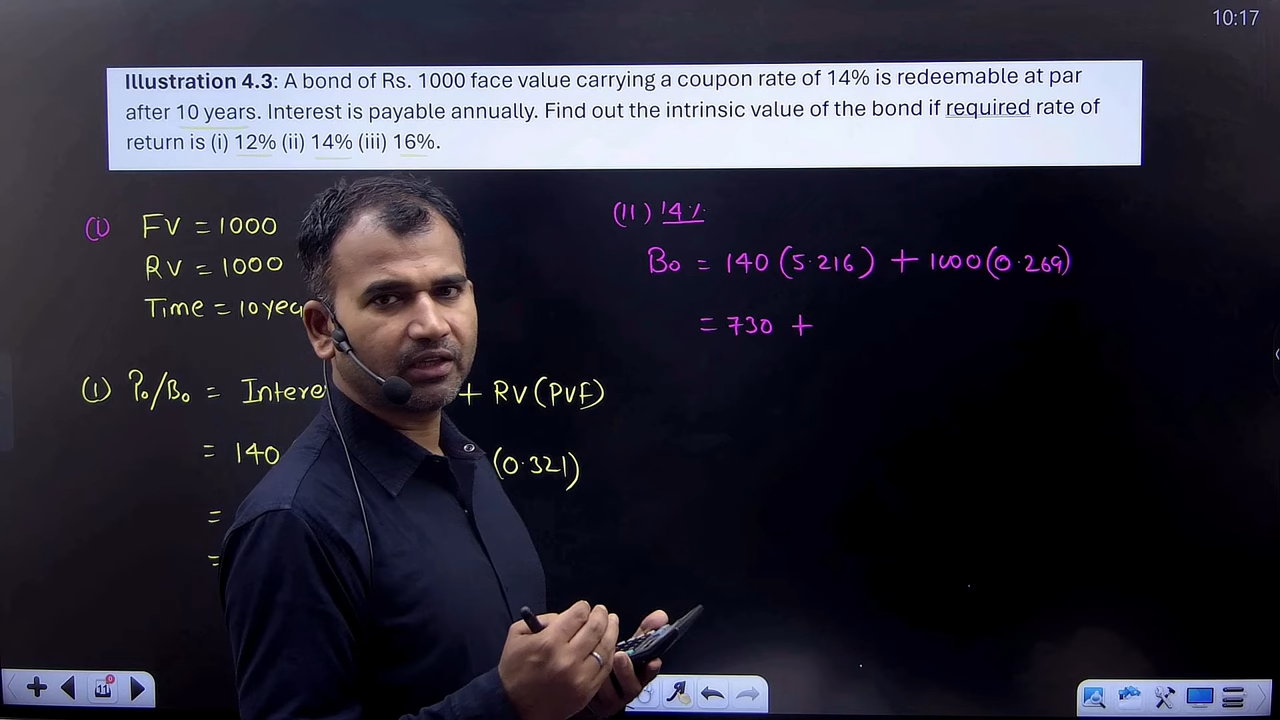 10:17
Illustration 4.3: A bond of Rs. 1000 face value carrying a coupon rate of 14% is redeemable at par
after 10 years. Interest is payable annually. Find out the intrinsic value of the bond if required rate of
return is (i) 12% (ii) 14% (iii) 16%.
(i) FV = 1000
RV = 1000
Time = 10 yea
(1) P₀/B₀ = Intere + RV (PVF)
= 140 (0.321)
=
=
(11) 14%
B₀ = 140 (5.216) + 1000 (0.269)
= 730 +
11